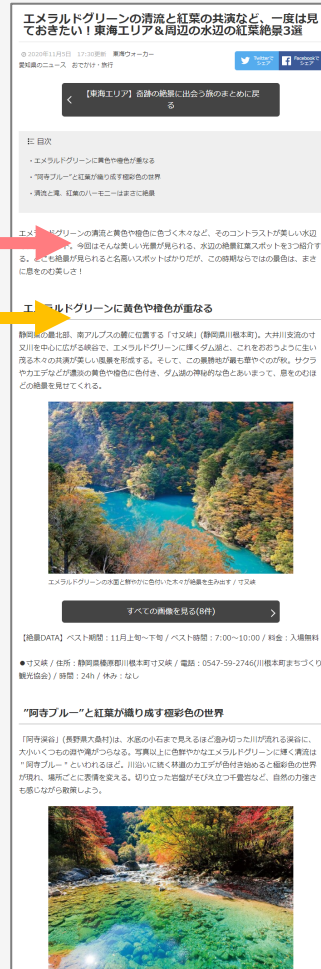 エメラルドグリーンの清流と紅葉の共演など、一度は見
ておきたい！東海エリア＆周辺の水辺の紅葉絶景3選
2020年11月5日 17:30更新 東海ウォーカー
愛知県のニュース おでかけ・旅行
Twitterで
シェア
Facebookで
シェア
【東海エリア】奇跡の絶景に出会う旅のまとめに戻
る
目次
・エメラルドグリーンに黄色や橙色が重なる
・“阿寺ブルー”と紅葉が織り成す極彩色の世界
・清流と滝、紅葉のハーモニーはまさに絶景
エメラルドグリーンの清流と黄色や橙色に色づく木々など、そのコントラストが美しい水辺
。今回はそんな美しい光景が見られる、水辺の絶景紅葉スポットを3つ紹介す
る。どこも絶景が見られると名高いスポットばかりだが、この時期ならではの景色は、まさ
に息をのむ美しさ！
エメラルドグリーンに黄色や橙色が重なる
静岡県の最北部、南アルプスの麓に位置する「寸又峡」(静岡県川根本町)。大井川支流の寸
又川を中心に広がる峡谷で、エメラルドグリーンに輝くダム湖と、これをおおうように生い
茂る木々の共演が美しい風景を形成する。そして、この景勝地が最も華やぐのが秋。サクラ
やカエデなどが濃淡の黄色や橙色に色付き、ダム湖の神秘的な色とあいまって、息をのむほ
どの絶景を見せてくれる。
エメラルドグリーンの水面と鮮やかに色付いた木々が絶景を生み出す / 寸又峡
すべての画像を見る(8件)
【絶景DATA】ベスト期間：11月上旬～下旬 / ベスト時間：7:00～10:00 / 料金：入場無料
●寸又峡 / 住所：静岡県榛原郡川根本町寸又峡 / 電話：0547-59-2746(川根本町まちづくり
観光協会) / 時間：24h / 休み：なし
“阿寺ブルー”と紅葉が織り成す極彩色の世界
「阿寺渓谷」(長野県大桑村)は、水底の小石まで見えるほど澄み切った川が流れる渓谷に、
大小いくつもの淵や滝がつらなる。写真以上に色鮮やかなエメラルドグリーンに輝く清流は
＂阿寺ブルー＂といわれるほど。川沿いに続く林道のカエデが色付き始めると極彩色の世界
が現れ、場所ごとに表情を変える。切り立った岩盤がそびえ立つ千畳岩など、自然の力強さ
も感じながら散策しよう。